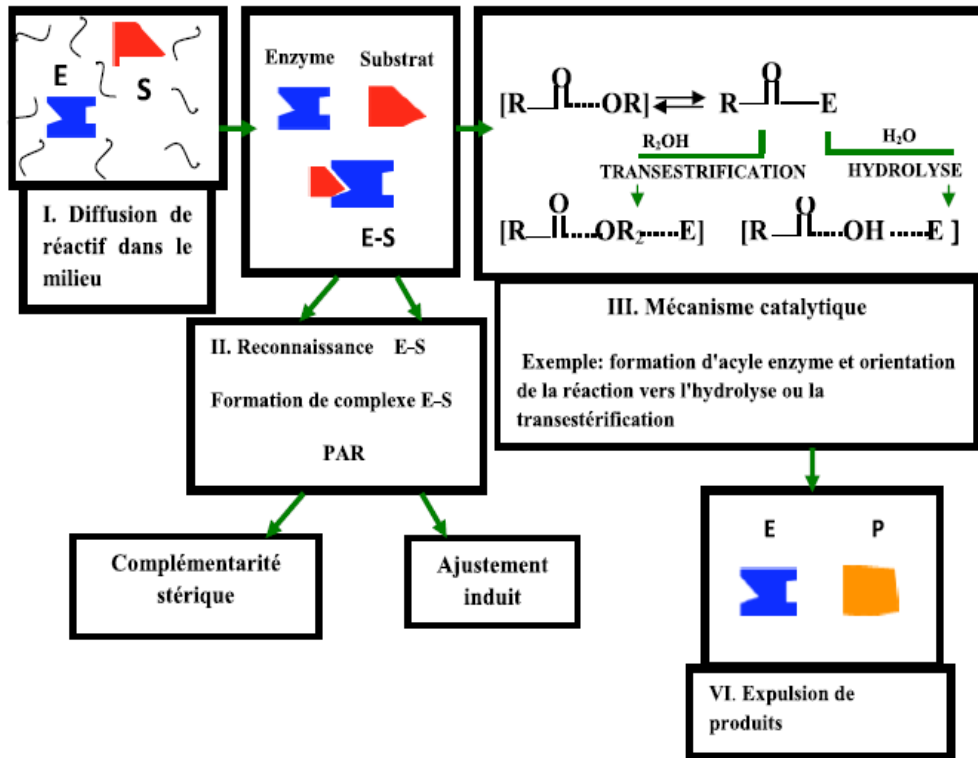 E
S
I. Diffusion de
réactif dans le
milieu
Enzyme Substrat
E-S
II. Reconnaissance E–S
Formation de complexe E–S
PAR
Complémentarité
stérique
Ajustement
induit
O O
[R OR] R E
R₂OH H₂O
TRANSESTRIFICATION HYDROLYSE
O O
[R OR₂ E] [R OH E ]
III. Mécanisme catalytique
Exemple: formation d'acyle enzyme et orientation
de la réaction vers l'hydrolyse ou la
transestérification
E P
VI. Expulsion de
produits